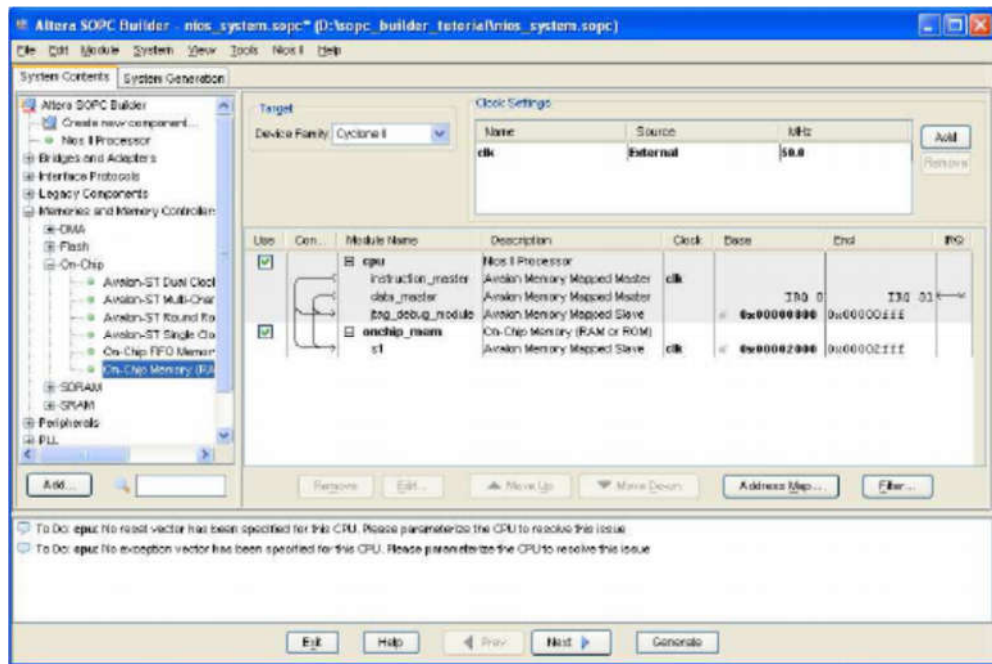 Altera SOPC Builder - nios_system.sopc* (D:\sopc_builder_tutorial\nios_system.sopc)
File Edit Module System View Tools Nios II Help
System Contents System Generation
Altera SOPC Builder
Create new component...
Nios II Processor
Bridges and Adapters
Interface Protocols
Legacy Components
Memories and Memory Controller
DMA
Flash
On-Chip
Avalon-ST Dual Clock
Avalon-ST Multi-Char
Avalon-ST Round Ro
Avalon-ST Single Clo
On-Chip FIFO Memor
On-Chip Memory (RA
SDRAM
SRAM
Peripherals
PLL
Add...
Target
Device Family Cyclone II
Clock Settings
Name Source MHz
clk External 50.0
Add
Remove
Use Con... Module Name Description Clock Base End IRQ
cpu Nios II Processor
instruction_master Avalon Memory Mapped Master clk
data_master Avalon Memory Mapped Master IRQ 0 IRQ 31
jtag_debug_module Avalon Memory Mapped Slave 0x00000000 0x00000fff
onchip_mem On-Chip Memory (RAM or ROM)
s1 Avalon Memory Mapped Slave clk 0x00002000 0x00002fff
Remove Edit... Move Up Move Down Address Map... Filter...
To Do: cpu: No reset vector has been specified for this CPU. Please parameterize the CPU to resolve this issue
To Do: cpu: No exception vector has been specified for this CPU. Please parameterize the CPU to resolve this issue
Exit Help Prev Next Generate